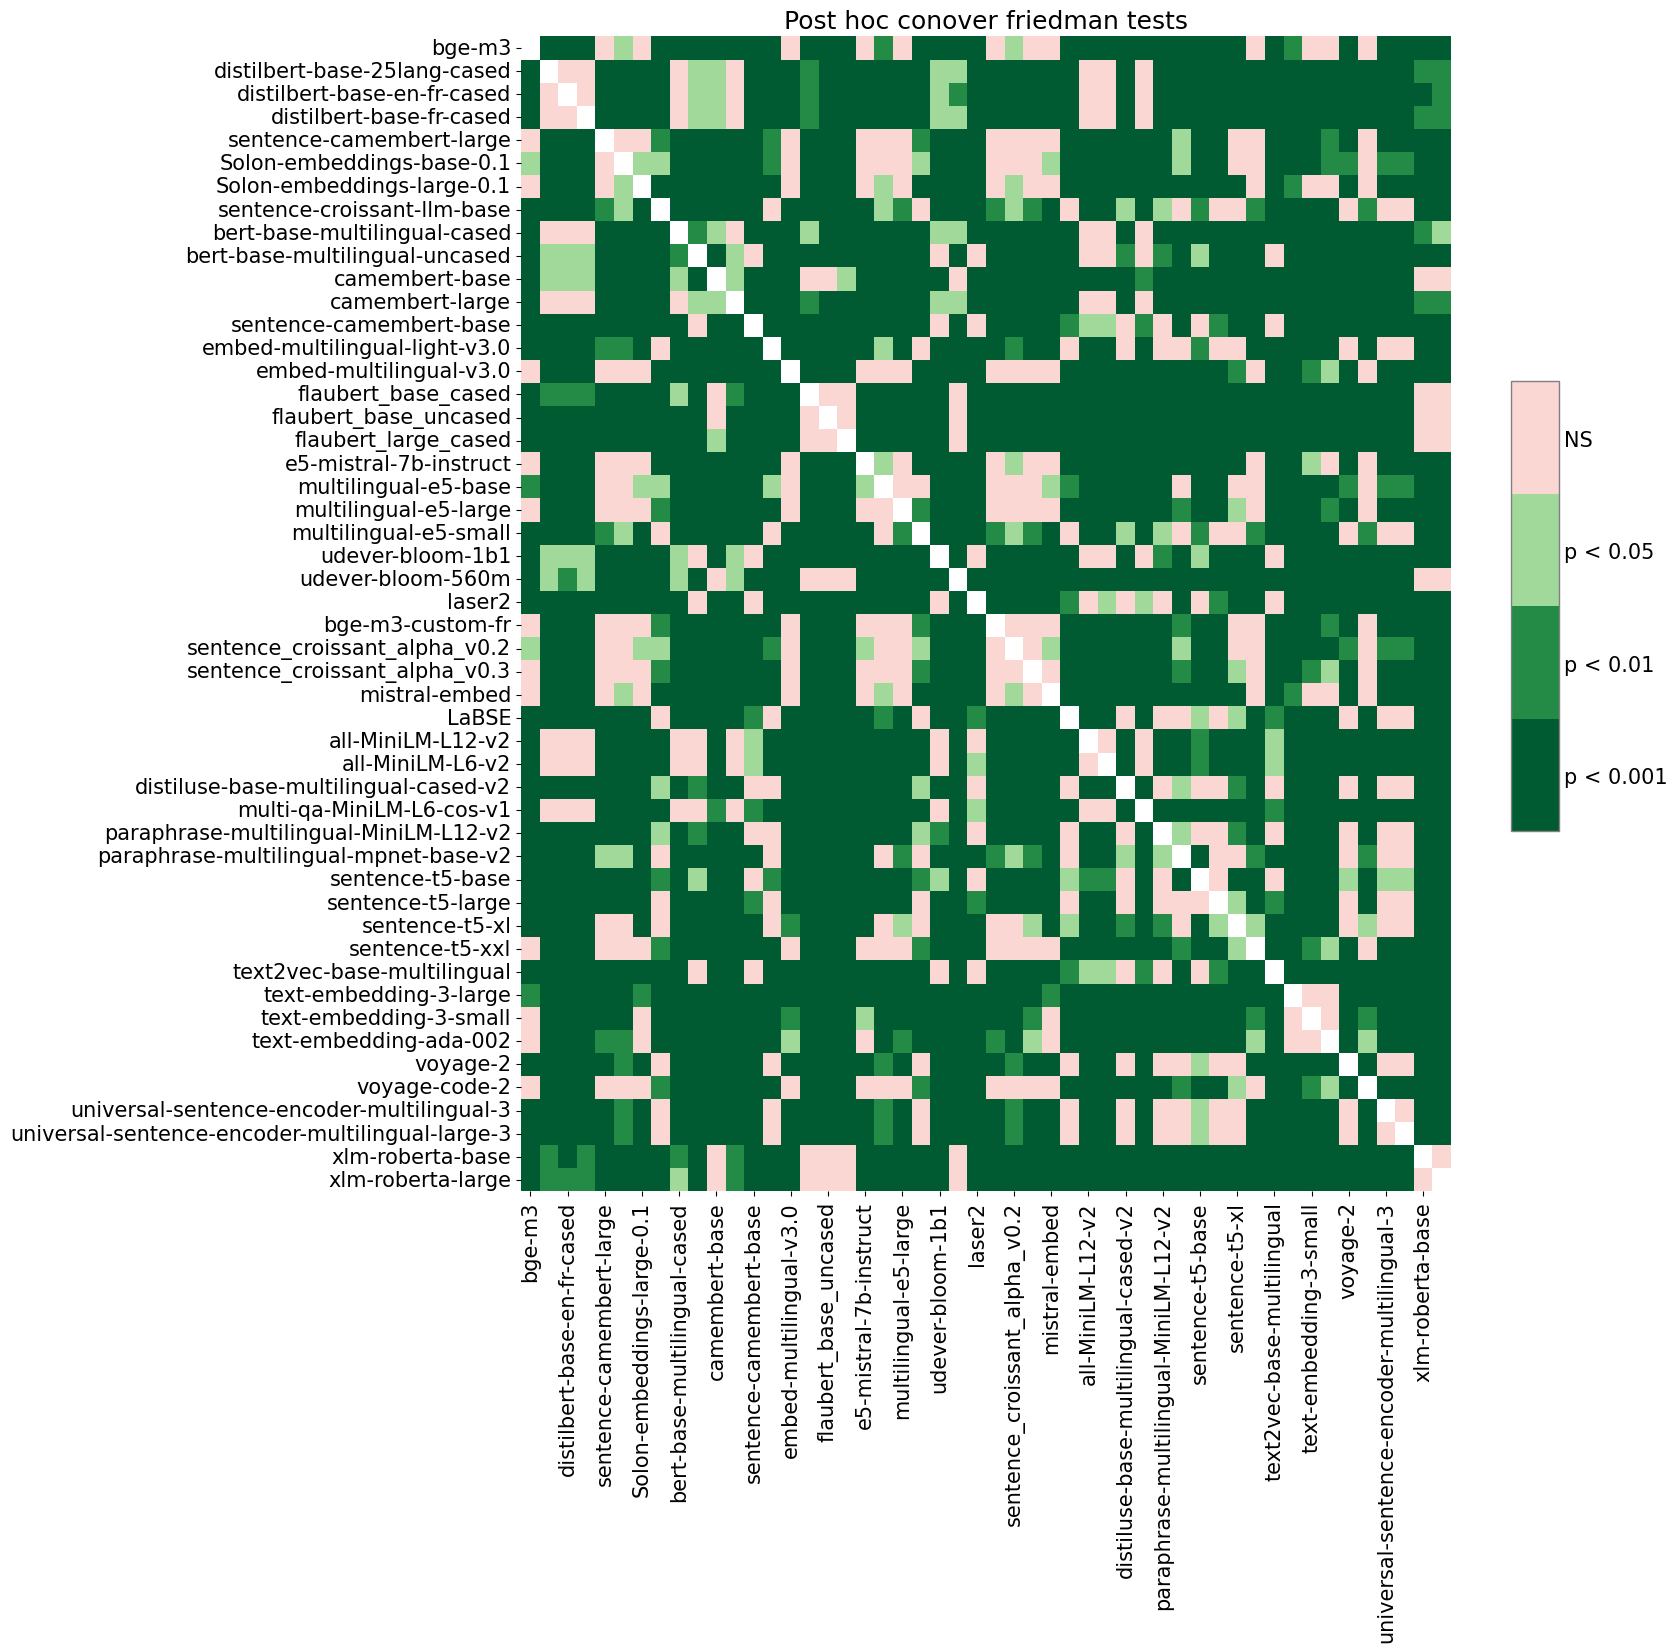 Post hoc conover friedman tests
bge-m3
distilbert-base-25lang-cased
distilbert-base-en-fr-cased
distilbert-base-fr-cased
sentence-camembert-large
Solon-embeddings-base-0.1
Solon-embeddings-large-0.1
sentence-croissant-llm-base
bert-base-multilingual-cased
bert-base-multilingual-uncased
camembert-base
camembert-large
sentence-camembert-base
embed-multilingual-light-v3.0
embed-multilingual-v3.0
flaubert_base_cased
flaubert_base_uncased
flaubert_large_cased
e5-mistral-7b-instruct
multilingual-e5-base
multilingual-e5-large
multilingual-e5-small
udever-bloom-1b1
udever-bloom-560m
laser2
bge-m3-custom-fr
sentence_croissant_alpha_v0.2
sentence_croissant_alpha_v0.3
mistral-embed
LaBSE
all-MiniLM-L12-v2
all-MiniLM-L6-v2
distiluse-base-multilingual-cased-v2
multi-qa-MiniLM-L6-cos-v1
paraphrase-multilingual-MiniLM-L12-v2
paraphrase-multilingual-mpnet-base-v2
sentence-t5-base
sentence-t5-large
sentence-t5-xl
sentence-t5-xxl
text2vec-base-multilingual
text-embedding-3-large
text-embedding-3-small
text-embedding-ada-002
voyage-2
voyage-code-2
universal-sentence-encoder-multilingual-3
universal-sentence-encoder-multilingual-large-3
xlm-roberta-base
xlm-roberta-large
bge-m3
distilbert-base-en-fr-cased
sentence-camembert-large
Solon-embeddings-large-0.1
bert-base-multilingual-cased
camembert-base
sentence-camembert-base
embed-multilingual-v3.0
flaubert_base_uncased
e5-mistral-7b-instruct
multilingual-e5-large
udever-bloom-1b1
laser2
sentence_croissant_alpha_v0.2
mistral-embed
all-MiniLM-L12-v2
distiluse-base-multilingual-cased-v2
paraphrase-multilingual-MiniLM-L12-v2
sentence-t5-base
sentence-t5-xl
text2vec-base-multilingual
text-embedding-3-small
voyage-2
universal-sentence-encoder-multilingual-3
xlm-roberta-base
NS
p < 0.05
p < 0.01
p < 0.001